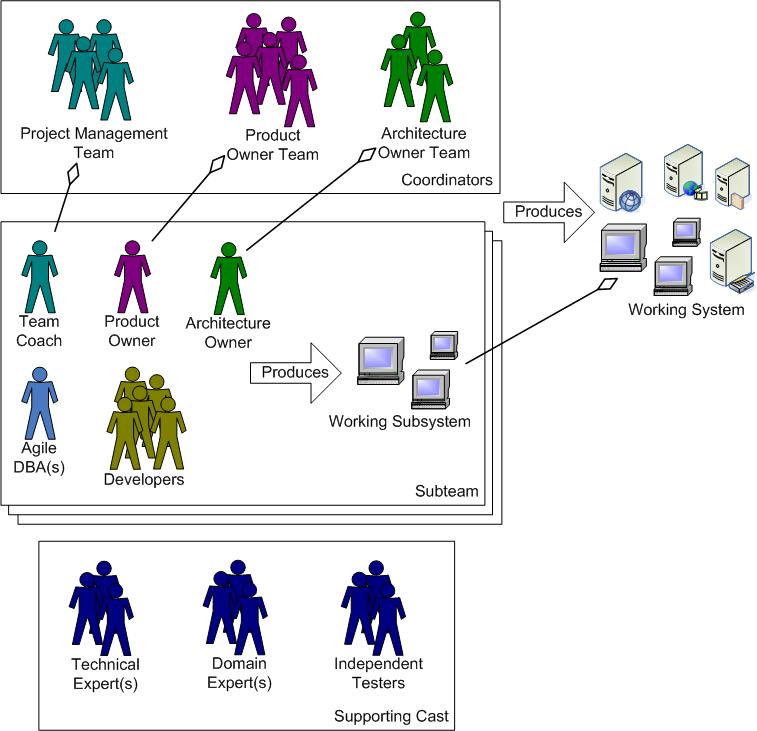 Project Management
Team
Product
Owner Team
Architecture
Owner Team
Coordinators
Produces
Working System
Team
Coach
Product
Owner
Architecture
Owner
Produces
Working Subsystem
Agile
DBA(s)
Developers
Subteam
Technical
Expert(s)
Domain
Expert(s)
Independent
Testers
Supporting Cast